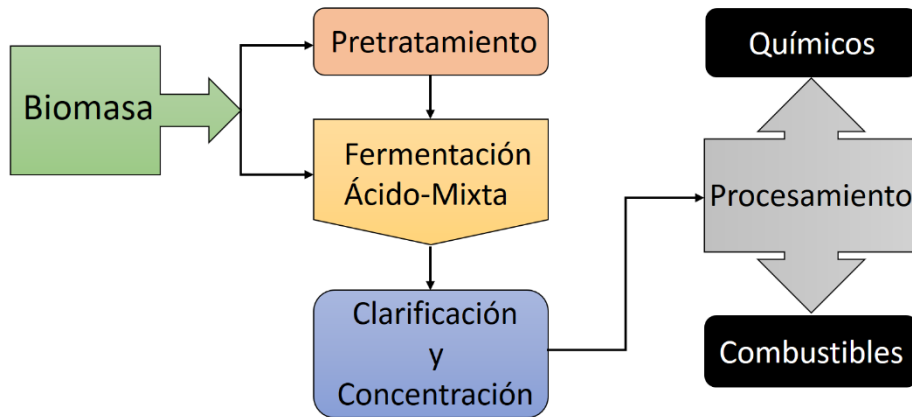 Biomasa
Pretratamiento
Fermentación
Ácido-Mixta
Clarificación
y
Concentración
Químicos
Procesamiento
Combustibles